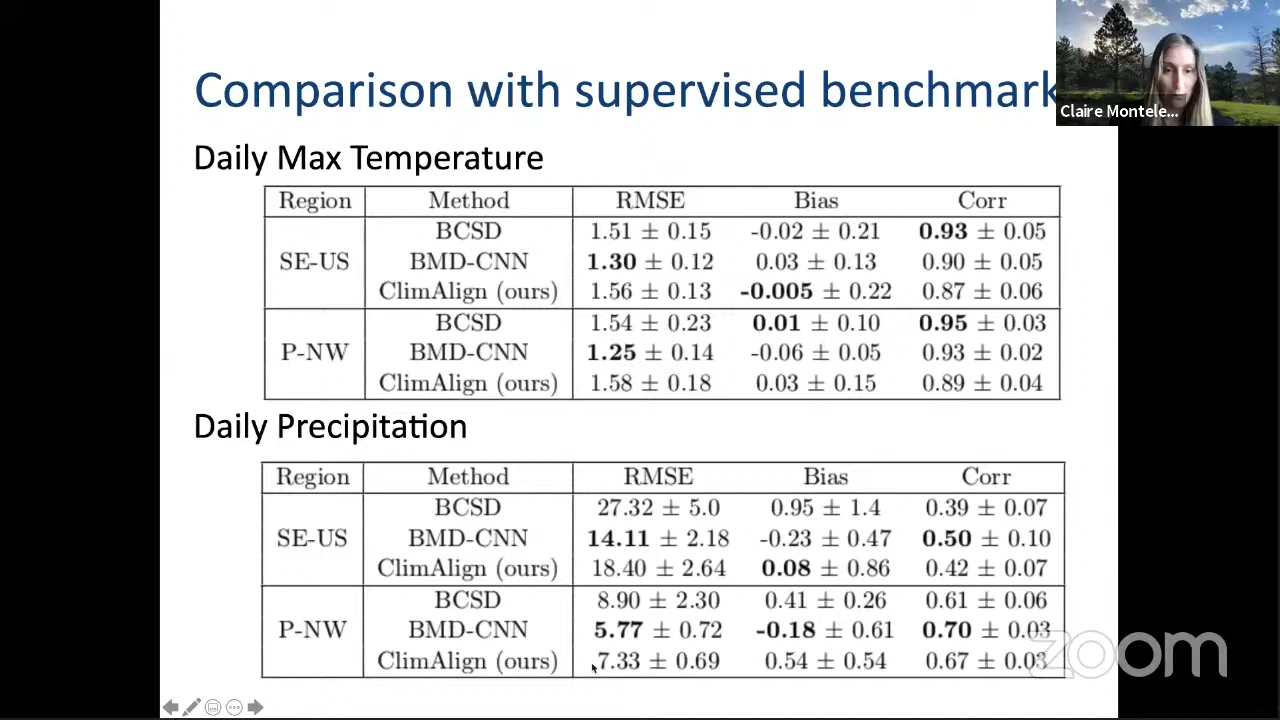 Comparison with supervised benchmark
Claire Montele...
Daily Max Temperature
Region Method RMSE Bias Corr
BCSD 1.51 ± 0.15 -0.02 ± 0.21 0.93 ± 0.05
SE-US BMD-CNN 1.30 ± 0.12 0.03 ± 0.13 0.90 ± 0.05
ClimAlign (ours) 1.56 ± 0.13 -0.005 ± 0.22 0.87 ± 0.06
BCSD 1.54 ± 0.23 0.01 ± 0.10 0.95 ± 0.03
P-NW BMD-CNN 1.25 ± 0.14 -0.06 ± 0.05 0.93 ± 0.02
ClimAlign (ours) 1.58 ± 0.18 0.03 ± 0.15 0.89 ± 0.04
Daily Precipitation
Region Method RMSE Bias Corr
BCSD 27.32 ± 5.0 0.95 ± 1.4 0.39 ± 0.07
SE-US BMD-CNN 14.11 ± 2.18 -0.23 ± 0.47 0.50 ± 0.10
ClimAlign (ours) 18.40 ± 2.64 0.08 ± 0.86 0.42 ± 0.07
BCSD 8.90 ± 2.30 0.41 ± 0.26 0.61 ± 0.06
P-NW BMD-CNN 5.77 ± 0.72 -0.18 ± 0.61 0.70 ± 0.03
ClimAlign (ours) 7.33 ± 0.69 0.54 ± 0.54 0.67 ± 0.03
zoom